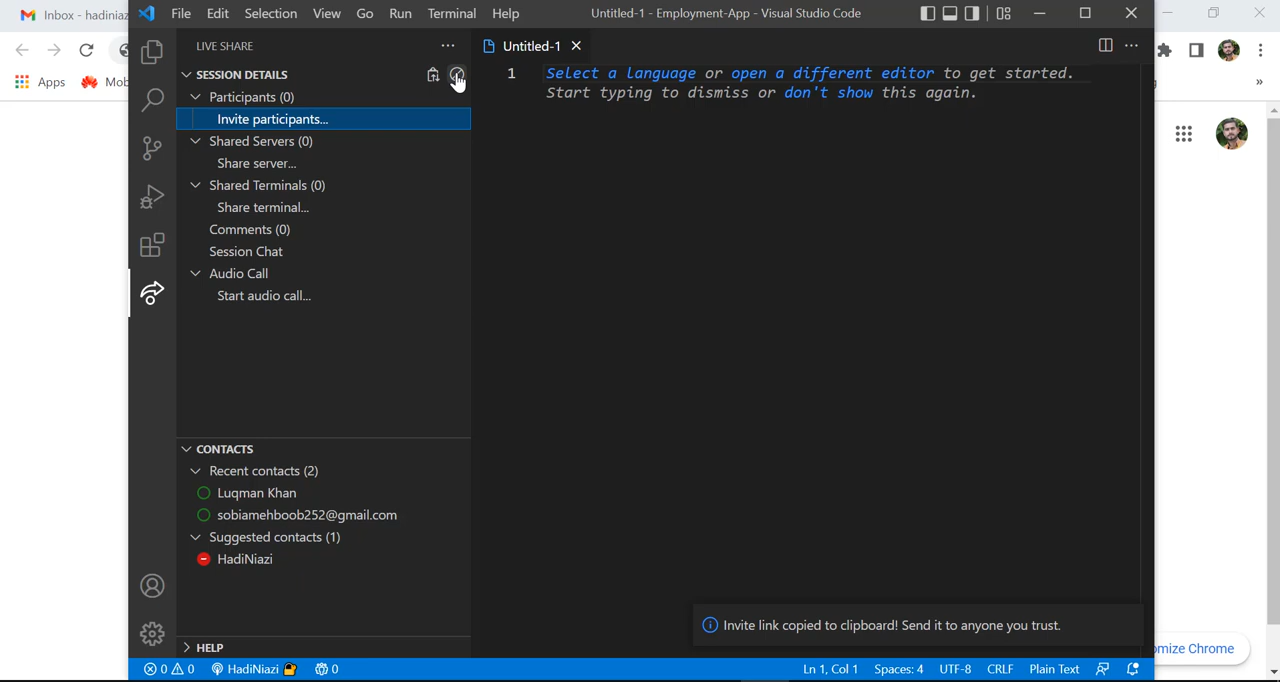 Inbox - hadiniaz
File Edit Selection View Go Run Terminal Help
Untitled-1 - Employment-App - Visual Studio Code
Apps
Mob
LIVE SHARE
Untitled-1
SESSION DETAILS
Participants (0)
Invite participants...
Shared Servers (0)
Share server...
Shared Terminals (0)
Share terminal...
Comments (0)
Session Chat
Audio Call
Start audio call...
1 Select a language or open a different editor to get started.
Start typing to dismiss or don't show this again.
CONTACTS
Recent contacts (2)
Luqman Khan
sobiamehboob252@gmail.com
Suggested contacts (1)
HadiNiazi
HELP
Invite link copied to clipboard! Send it to anyone you trust.
omize Chrome
0 0 HadiNiazi 0 Ln 1, Col 1 Spaces: 4 UTF-8 CRLF Plain Text